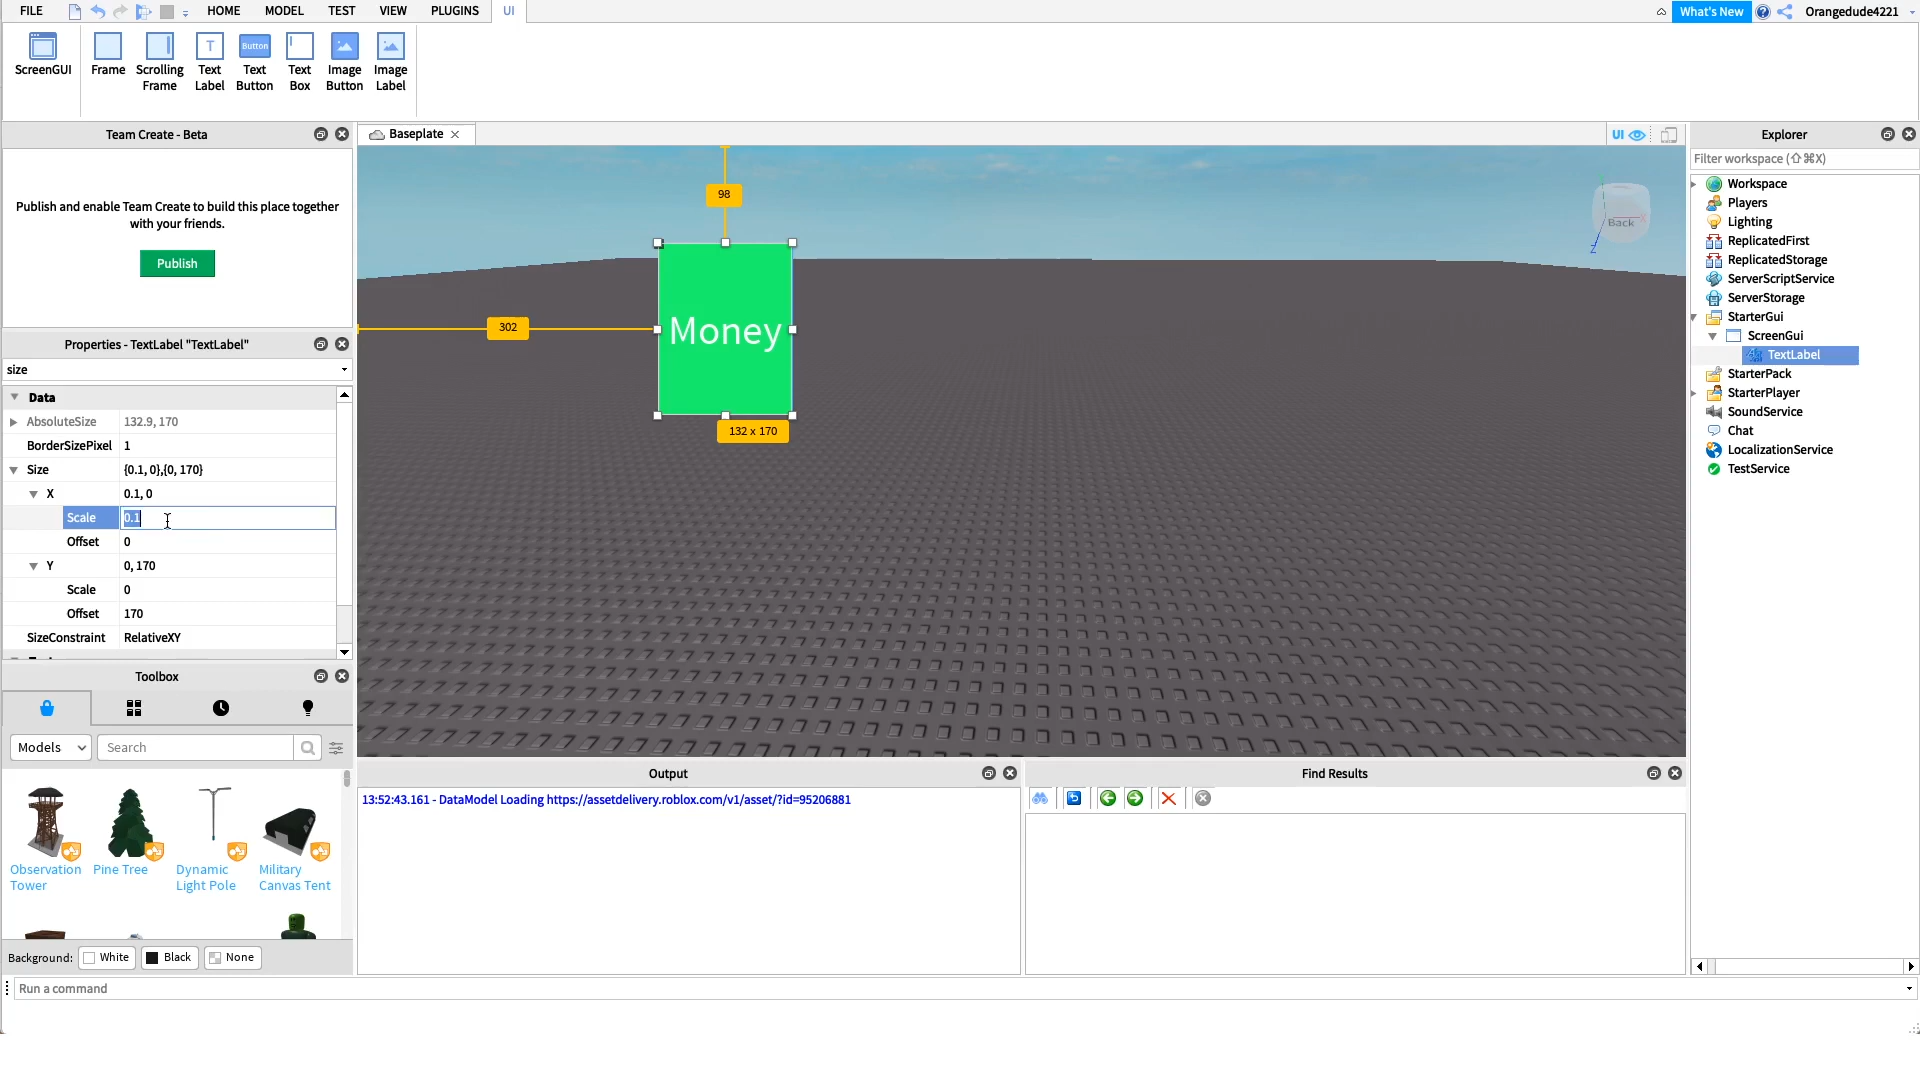 FILE HOME MODEL TEST VIEW PLUGINS UI What's New Orangedude4221
ScreenGUI
Frame
Scrolling
Frame
Text
Label
Button
Text
Button
Text
Box
Image
Button
Image
Label
Team Create - Beta
Publish and enable Team Create to build this place together
with your friends.
Publish
Properties - TextLabel "TextLabel"
size
Data
AbsoluteSize 132.9, 170
BorderSizePixel 1
Size {0.1, 0},{0, 170}
X 0.1, 0
Scale 0.1
Offset 0
Y 0, 170
Scale 0
Offset 170
SizeConstraint RelativeXY
Toolbox
Models Search
Observation
Tower
Pine Tree
Dynamic
Light Pole
Military
Canvas Tent
Background: White Black None
Run a command
Baseplate
UI
98
302
Money
132 x 170
Back
X
Z
Output
13:52:43.161 - DataModel Loading https://assetdelivery.roblox.com/v1/asset/?id=95206881
Find Results
Explorer
Filter workspace (⇧⌘X)
Workspace
Players
Lighting
ReplicatedFirst
ReplicatedStorage
ServerScriptService
ServerStorage
StarterGui
ScreenGui
TextLabel
StarterPack
StarterPlayer
SoundService
Chat
LocalizationService
TestService